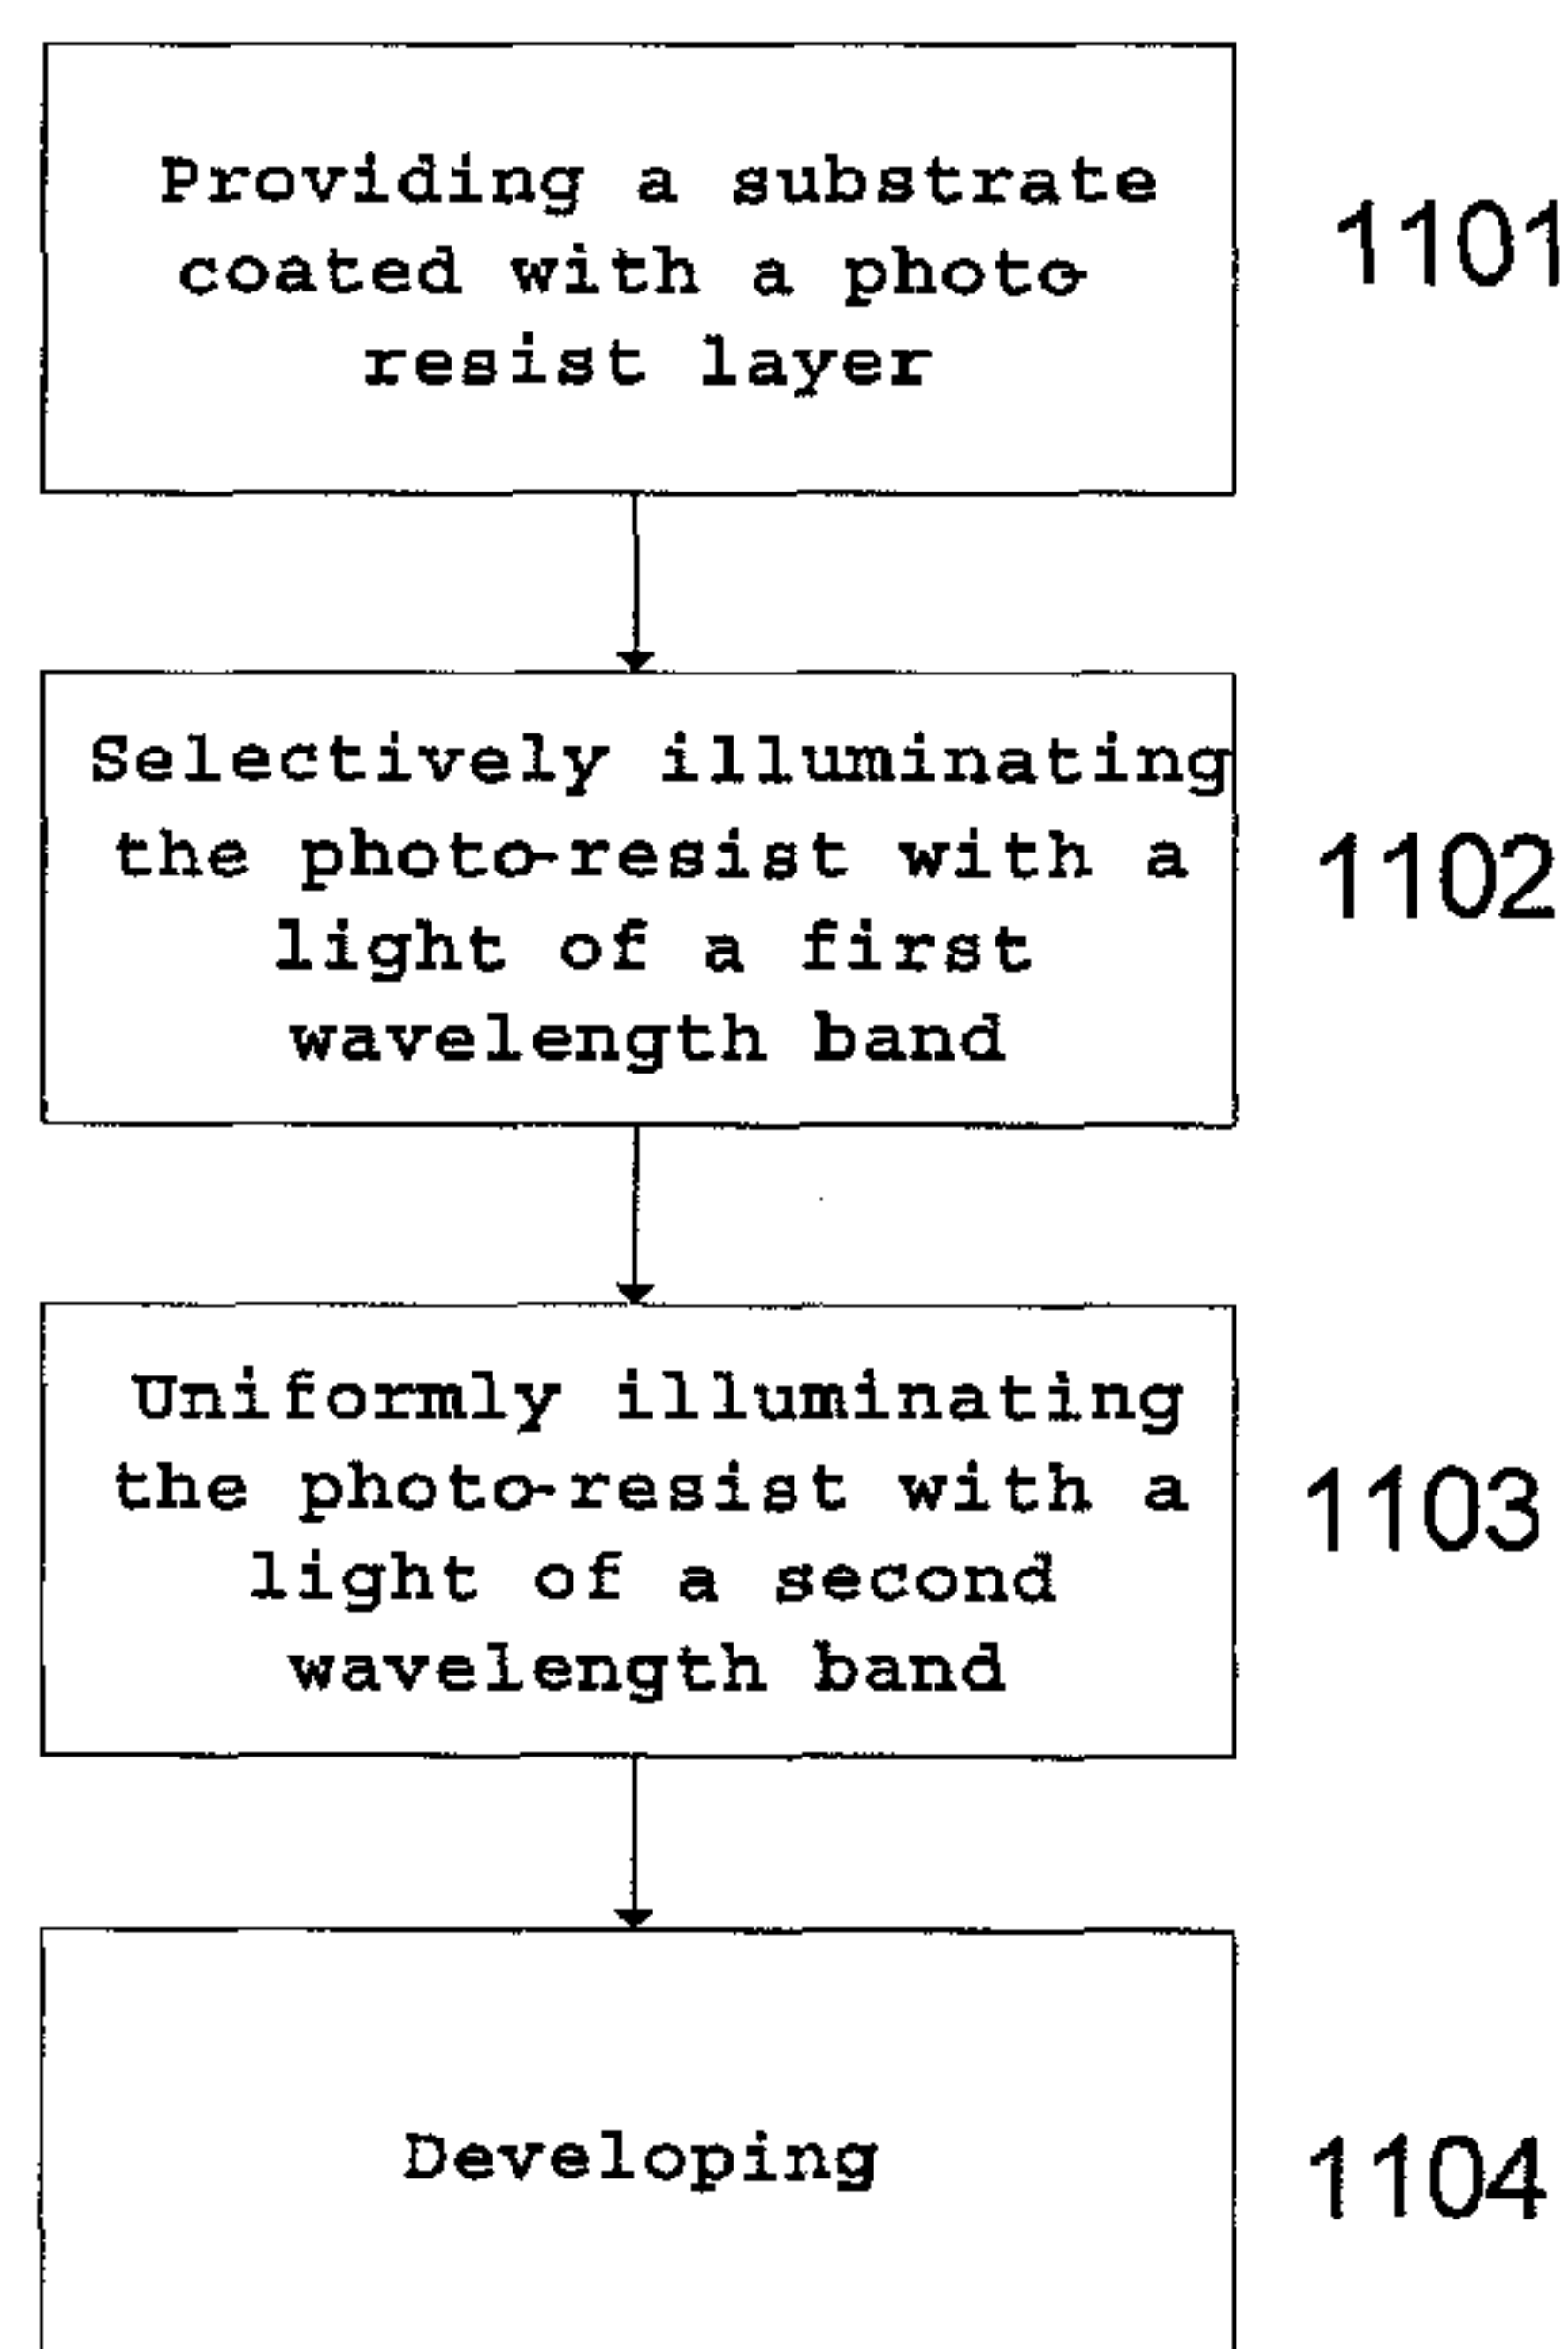 Providing a substrate
coated with a photo-
resist layer
1101
Selectively illuminating
the photo-resist with a
light of a first
wavelength band
1102
Uniformly illuminating
the photo-resist with a
light of a second
wavelength band
1103
Developing
1104